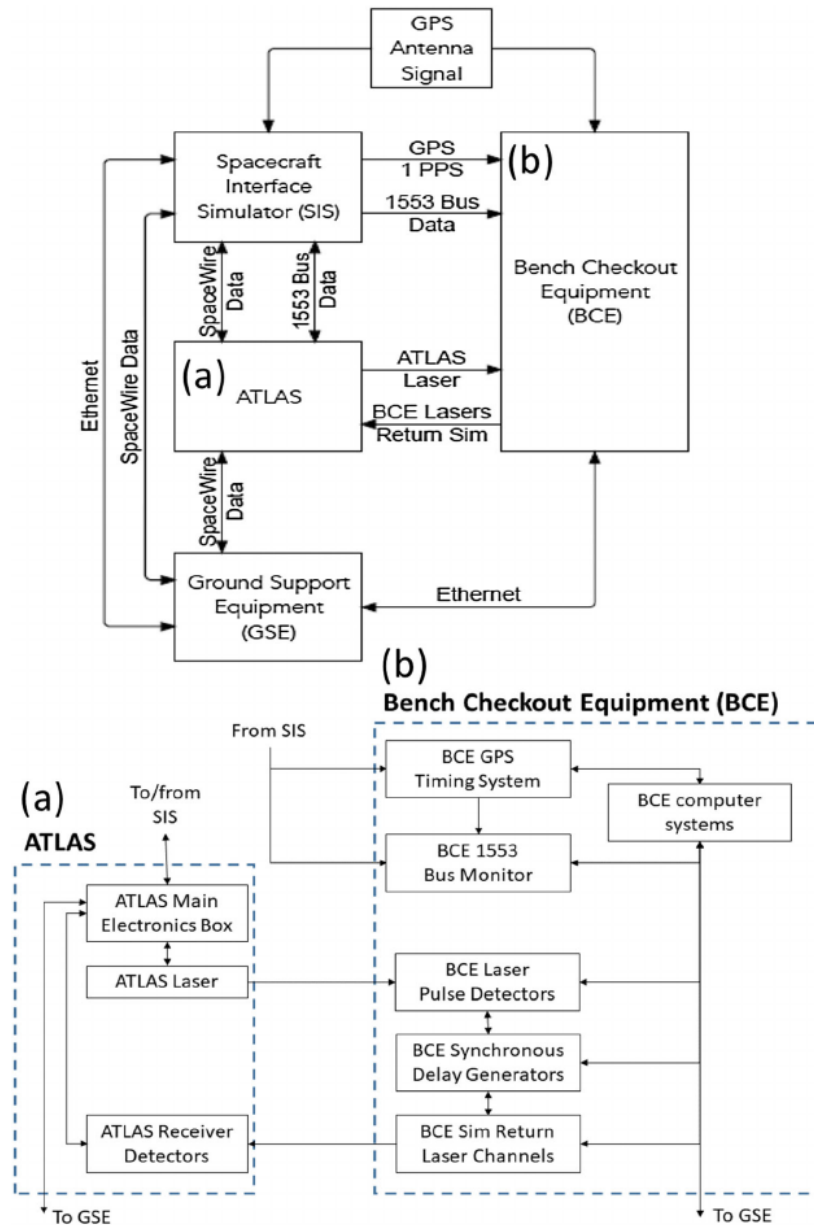 GPS
Antenna
Signal
Spacecraft
Interface
Simulator (SIS)
GPS
1 PPS
1553 Bus
Data
(b)
Bench Checkout
Equipment
(BCE)
SpaceWire
Data
1553 Bus
Data
Ethernet
SpaceWire Data
(a)
ATLAS
ATLAS
Laser
BCE Lasers
Return Sim
SpaceWire
Data
Ground Support
Equipment
(GSE)
Ethernet
(b)
Bench Checkout Equipment (BCE)
From SIS
BCE GPS
Timing System
BCE computer
systems
BCE 1553
Bus Monitor
(a)
To/from
SIS
ATLAS
ATLAS Main
Electronics Box
ATLAS Laser
BCE Laser
Pulse Detectors
BCE Synchronous
Delay Generators
ATLAS Receiver
Detectors
BCE Sim Return
Laser Channels
To GSE
To GSE